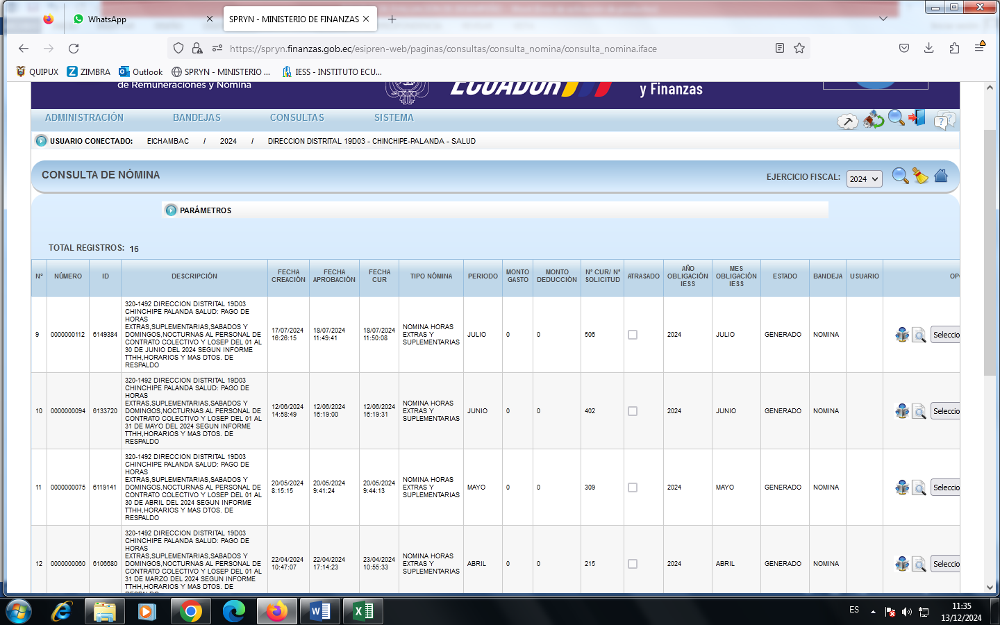 WhatsApp
SPRYN - MINISTERIO DE FINANZAS
https://spryn.finanzas.gob.ec/esipren-web/paginas/consultas/consulta_nomina/consulta_nomina.iface
QUIPUX ZIMBRA Outlook SPRYN - MINISTERIO ... IESS - INSTITUTO ECU...
de Remuneraciones y Nómina
ECUADOR
y Finanzas
ADMINISTRACIÓN BANDEJAS CONSULTAS SISTEMA
USUARIO CONECTADO: EICHAMBAC / 2024 / DIRECCION DISTRITAL 19D03 - CHINCHIPE-PALANDA - SALUD
CONSULTA DE NÓMINA
EJERCICIO FISCAL: 2024
PARÁMETROS
TOTAL REGISTROS: 16
N° NÚMERO ID DESCRIPCIÓN FECHA CREACIÓN FECHA APROBACIÓN FECHA CUR TIPO NÓMINA PERIODO MONTO GASTO MONTO DEDUCCIÓN N° CUR/ N° SOLICITUD ATRASADO AÑO OBLIGACIÓN IESS MES OBLIGACIÓN IESS ESTADO BANDEJA USUARIO OPC
9 0000000112 6149384
320-1492 DIRECCION DISTRITAL 19D03
CHINCHIPE PALANDA SALUD: PAGO DE
HORAS
EXTRAS,SUPLEMENTARIAS,SABADOS Y
DOMINGOS,NOCTURNAS AL PERSONAL DE
CONTRATO COLECTIVO Y LOSEP DEL 01 AL
30 DE JUNIO DEL 2024 SEGUN INFORME
TTHH,HORARIOS Y MAS DTOS. DE
RESPALDO
17/07/2024 16:26:15
18/07/2024 11:49:41
18/07/2024 11:50:08
NOMINA HORAS
EXTRAS Y
SUPLEMENTARIAS
JULIO 0 0 506 2024 JULIO GENERADO NOMINA Seleccio
10 0000000094 6133720
320-1492 DIRECCION DISTRITAL 19D03
CHINCHIPE PALANDA SALUD: PAGO DE
HORAS
EXTRAS,SUPLEMENTARIAS,SABADOS Y
DOMINGOS,NOCTURNAS AL PERSONAL DE
CONTRATO COLECTIVO Y LOSEP DEL 01 AL
31 DE MAYO DEL 2024 SEGUN INFORME
TTHH,HORARIOS Y MAS DTOS. DE
RESPALDO
12/06/2024 14:58:49
12/06/2024 16:19:00
12/06/2024 16:19:31
NOMINA HORAS
EXTRAS Y
SUPLEMENTARIAS
JUNIO 0 0 402 2024 JUNIO GENERADO NOMINA Seleccio
11 0000000075 6119141
320-1492 DIRECCION DISTRITAL 19D03
CHINCHIPE PALANDA SALUD: PAGO DE
HORAS
EXTRAS,SUPLEMENTARIAS,SABADOS Y
DOMINGOS,NOCTURNAS AL PERSONAL DE
CONTRATO COLECTIVO Y LOSEP DEL 01 AL
30 DE ABRIL DEL 2024 SEGUN INFORME
TTHH,HORARIOS Y MAS DTOS. DE
RESPALDO
20/05/2024 8:15:15
20/05/2024 9:41:24
20/05/2024 9:44:13
NOMINA HORAS
EXTRAS Y
SUPLEMENTARIAS
MAYO 0 0 309 2024 MAYO GENERADO NOMINA Seleccio
12 0000000060 6106680
320-1492 DIRECCION DISTRITAL 19D03
CHINCHIPE PALANDA SALUD: PAGO DE
HORAS
EXTRAS,SUPLEMENTARIAS,SABADOS Y
DOMINGOS,NOCTURNAS AL PERSONAL DE
CONTRATO COLECTIVO Y LOSEP DEL 01 AL
31 DE MARZO DEL 2024 SEGUN INFORME
TTHH,HORARIOS Y MAS DTOS. DE
RESPALDO
22/04/2024 10:47:07
22/04/2024 17:14:23
23/04/2024 10:55:33
NOMINA HORAS
EXTRAS Y
SUPLEMENTARIAS
ABRIL 0 0 215 2024 ABRIL GENERADO NOMINA Seleccio
ES
11:35
13/12/2024